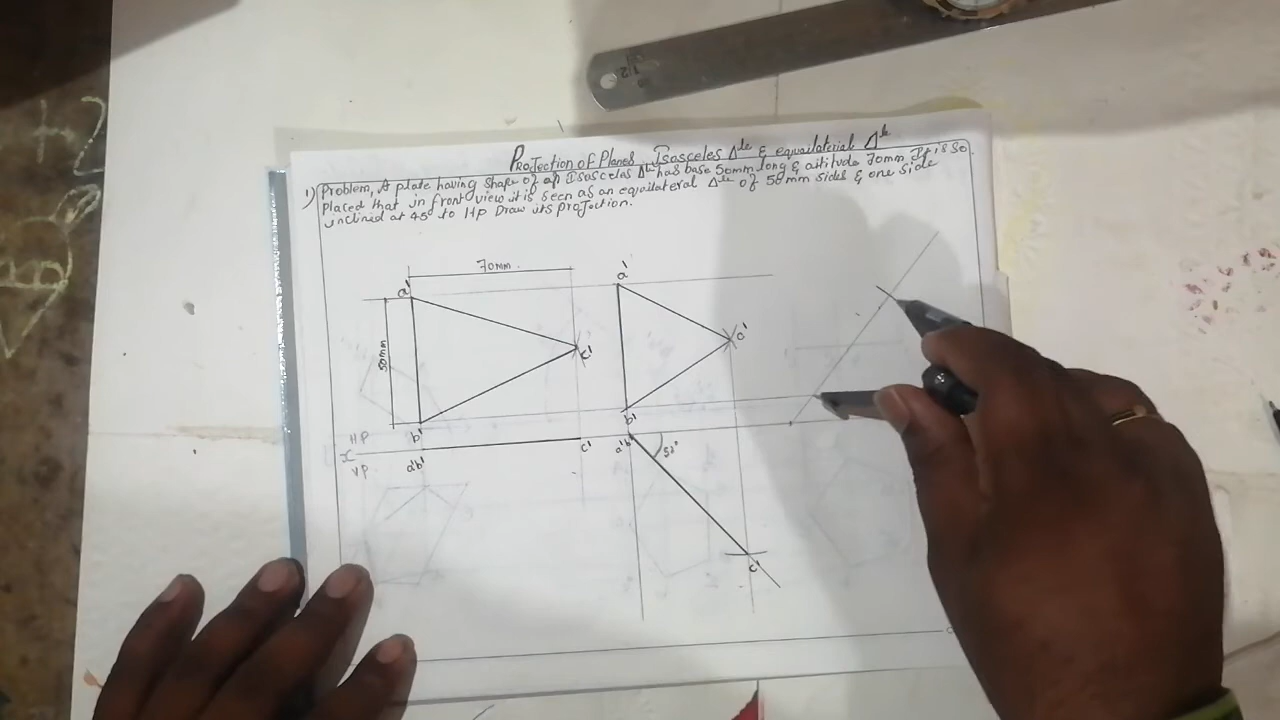 Projection of Planes Isosceles Δle & equailaterial Δle
1) Problem, A plate having shape of an Isosceles Δle has base 50mm long & altitude 70mm. It is so
placed that in front view it is seen as an equilateral Δle of 50mm sides & one side
inclined at 45° to HP Draw its projection.
70mm
a'
a'
50mm
c'
c'
b'
b'
HP
X
VP
a'b'
c'
a'b'
52°
c'